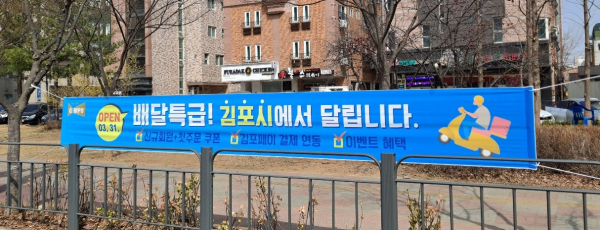 PURADAK CHICKEN
OPEN
03.31.
배달특급! 김포시에서 달립니다.
신규회원+첫주문 쿠폰
김포페이 결제 연동
이벤트 혜택